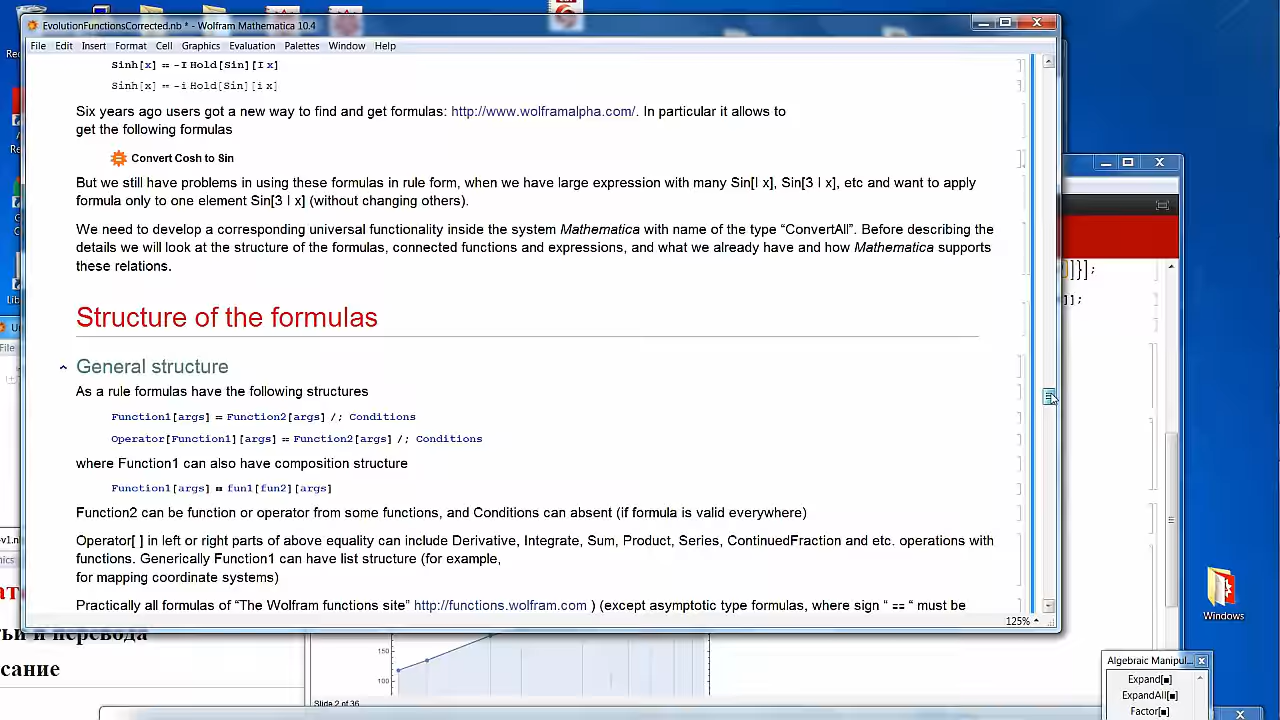 EvolutionFunctionsCorrected.nb * - Wolfram Mathematica 10.4
File Edit Insert Format Cell Graphics Evaluation Palettes Window Help
Sinh[x] == -I Hold[Sin][I x]
Sinh[x] == -i Hold[Sin][i x]
Six years ago users got a new way to find and get formulas: http://www.wolframalpha.com/. In particular it allows to
get the following formulas
Convert Cosh to Sin
But we still have problems in using these formulas in rule form, when we have large expression with many Sin[I x], Sin[3 I x], etc and want to apply
formula only to one element Sin[3 I x] (without changing others).
We need to develop a corresponding universal functionality inside the system Mathematica with name of the type “ConvertAll”. Before describing the
details we will look at the structure of the formulas, connected functions and expressions, and what we already have and how Mathematica supports
these relations.
Structure of the formulas
General structure
As a rule formulas have the following structures
Function1[args] == Function2[args] /; Conditions
Operator[Function1][args] == Function2[args] /; Conditions
where Function1 can also have composition structure
Function1[args] == fun1[fun2][args]
Function2 can be function or operator from some functions, and Conditions can absent (if formula is valid everywhere)
Operator[ ] in left or right parts of above equality can include Derivative, Integrate, Sum, Product, Series, ContinuedFraction and etc. operations with
functions. Generically Function1 can have list structure (for example,
for mapping coordinate systems)
Practically all formulas of “The Wolfram functions site” http://functions.wolfram.com ) (except asymptotic type formulas, where sign “ == “ must be
125%
]]}];
]];
File
-v1.n
сание
150
100
Slide 2 of 36
Windows
Algebraic Manipul...
Expand[■]
ExpandAll[■]
Factor[■]